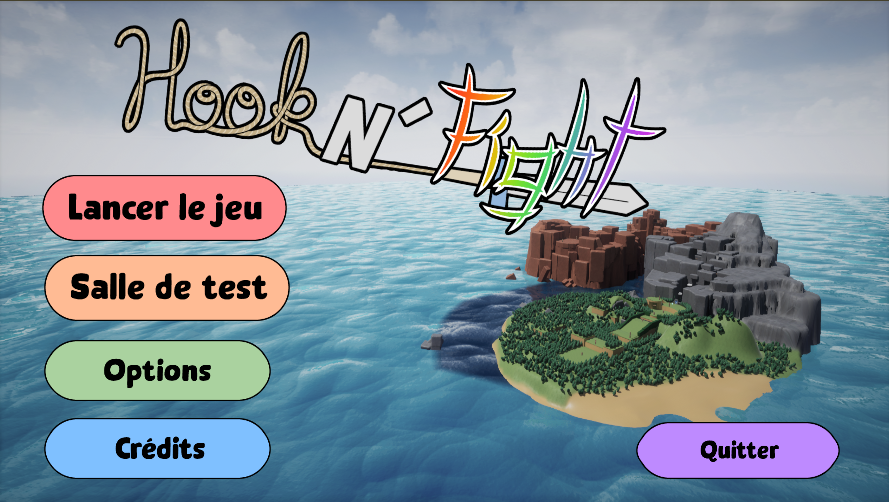 Hook N' Fight
Lancer le jeu
Salle de test
Options
Crédits
Quitter